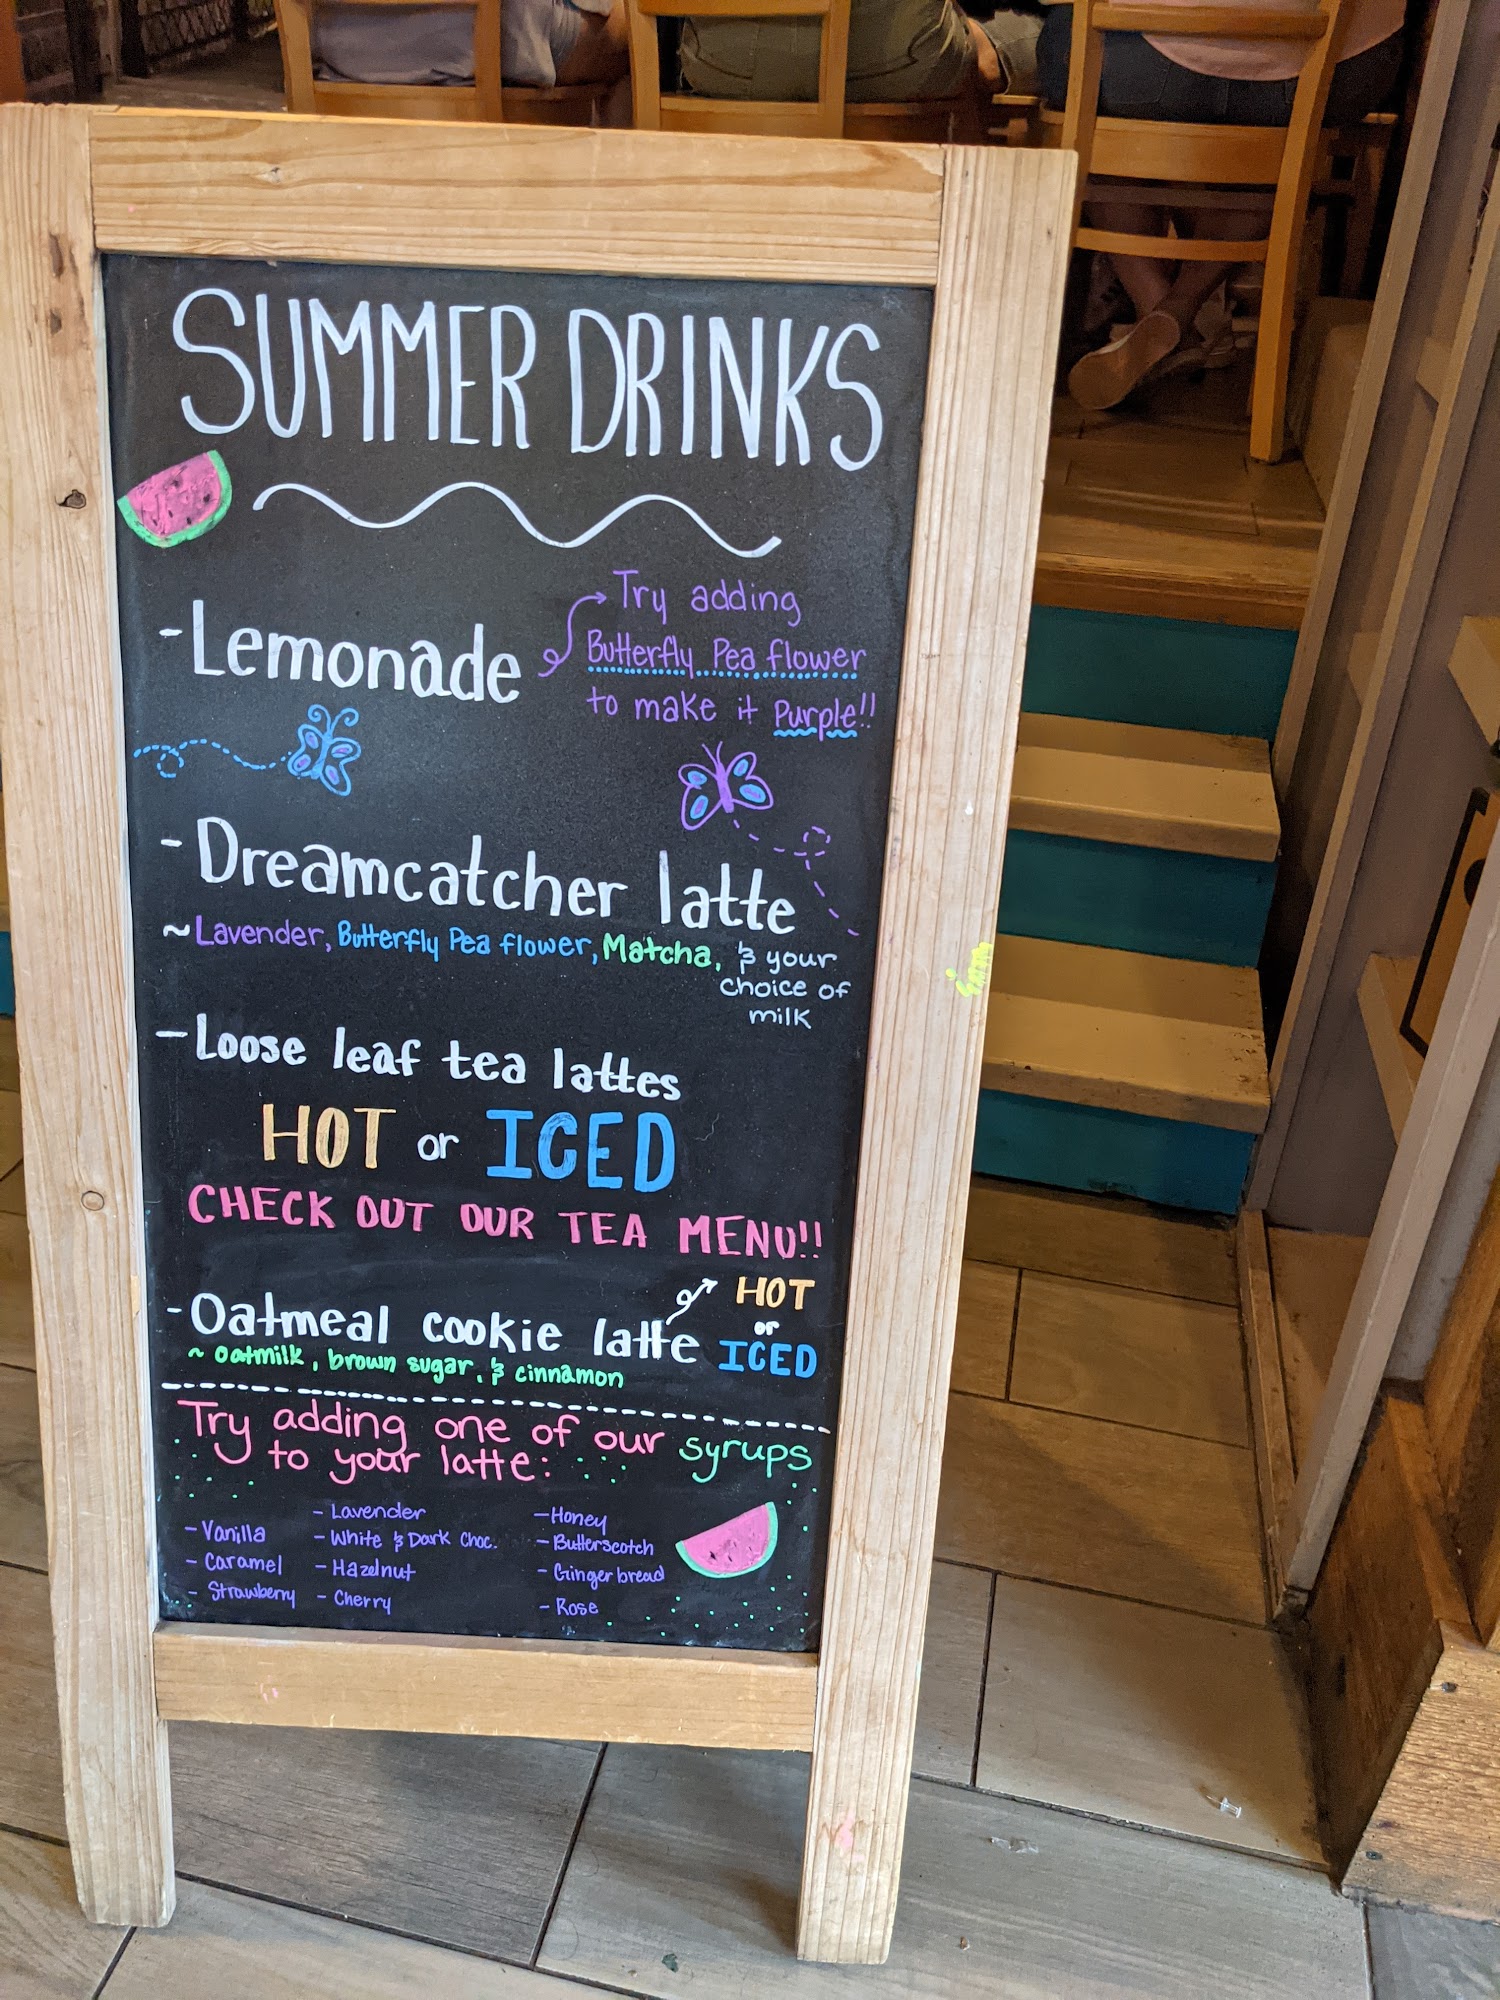 SUMMER DRINKS
-Lemonade
Try adding
Butterfly Pea flower
to make it Purple!!
-Dreamcatcher latte
~Lavender, Butterfly Pea flower, Matcha, & your
choice of
milk
-Loose leaf tea lattes
HOT or ICED
CHECK OUT OUR TEA MENU!!
-Oatmeal cookie latte
HOT
or
ICED
~ oatmilk, brown sugar, & cinnamon
Try adding one of our syrups
to your latte:
-Vanilla
-Caramel
-Strawberry
-Lavender
-White & Dark Choc.
-Hazelnut
-Cherry
-Honey
-Butterscotch
-Gingerbread
-Rose